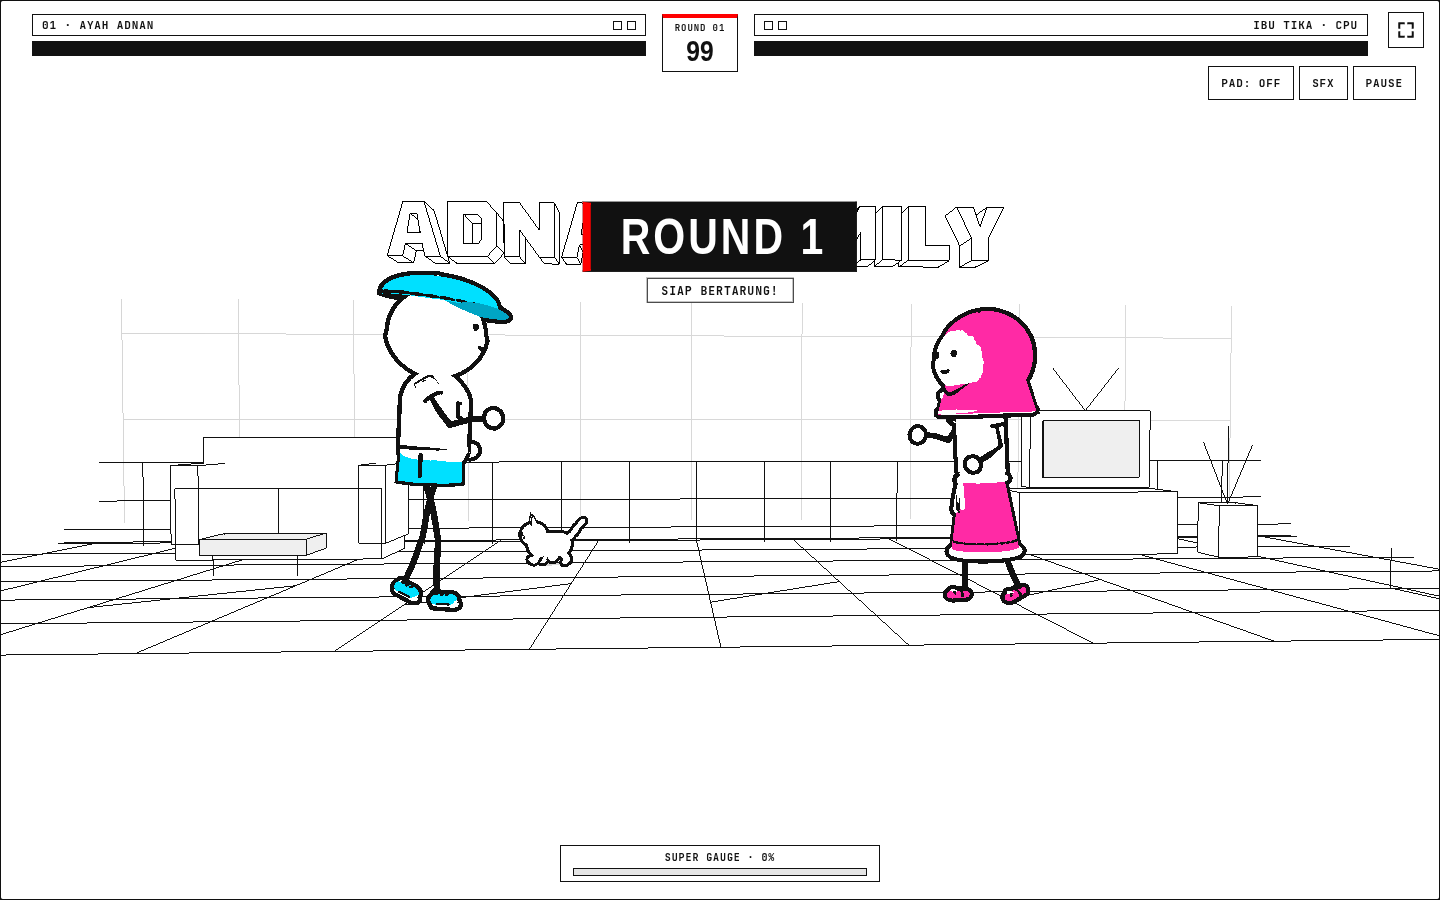 01 · AYAH ADNAN
ROUND 01
99
IBU TIKA · CPU
PAD: OFF
SFX
PAUSE
ROUND 1
SIAP BERTARUNG!
SUPER GAUGE · 0%